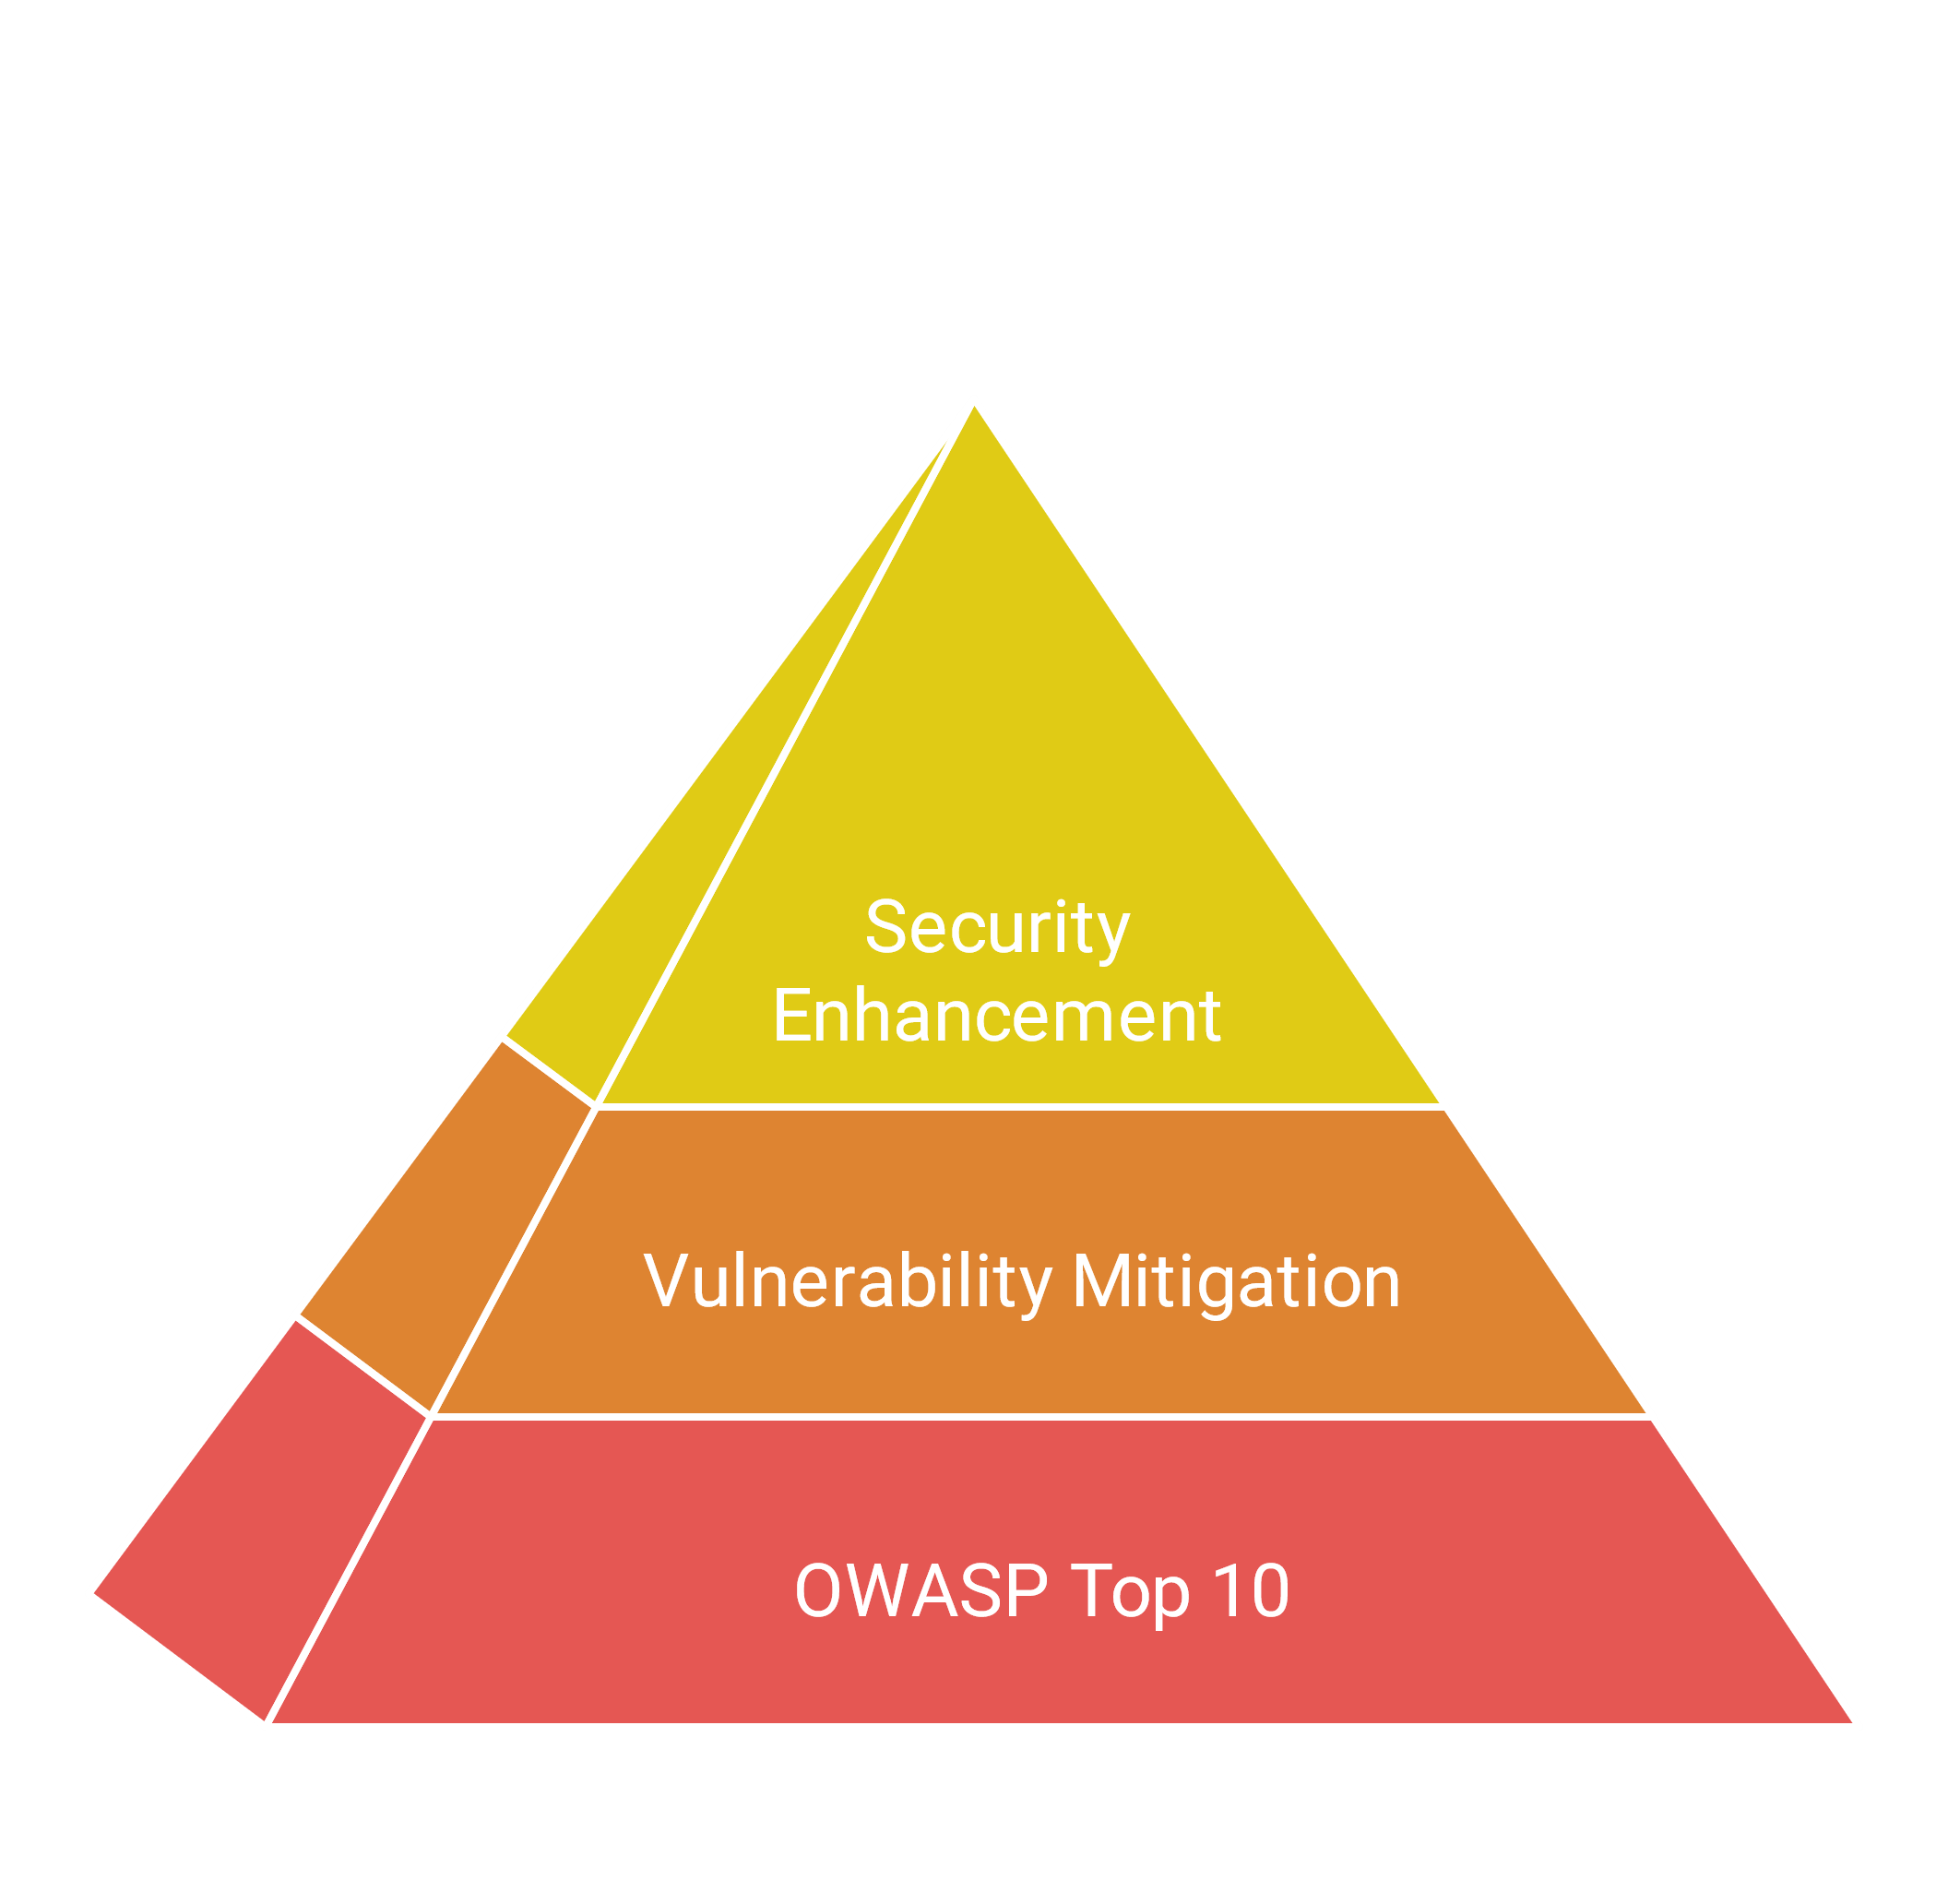 Security
Enhancement
Vulnerability Mitigation
OWASP Top 10